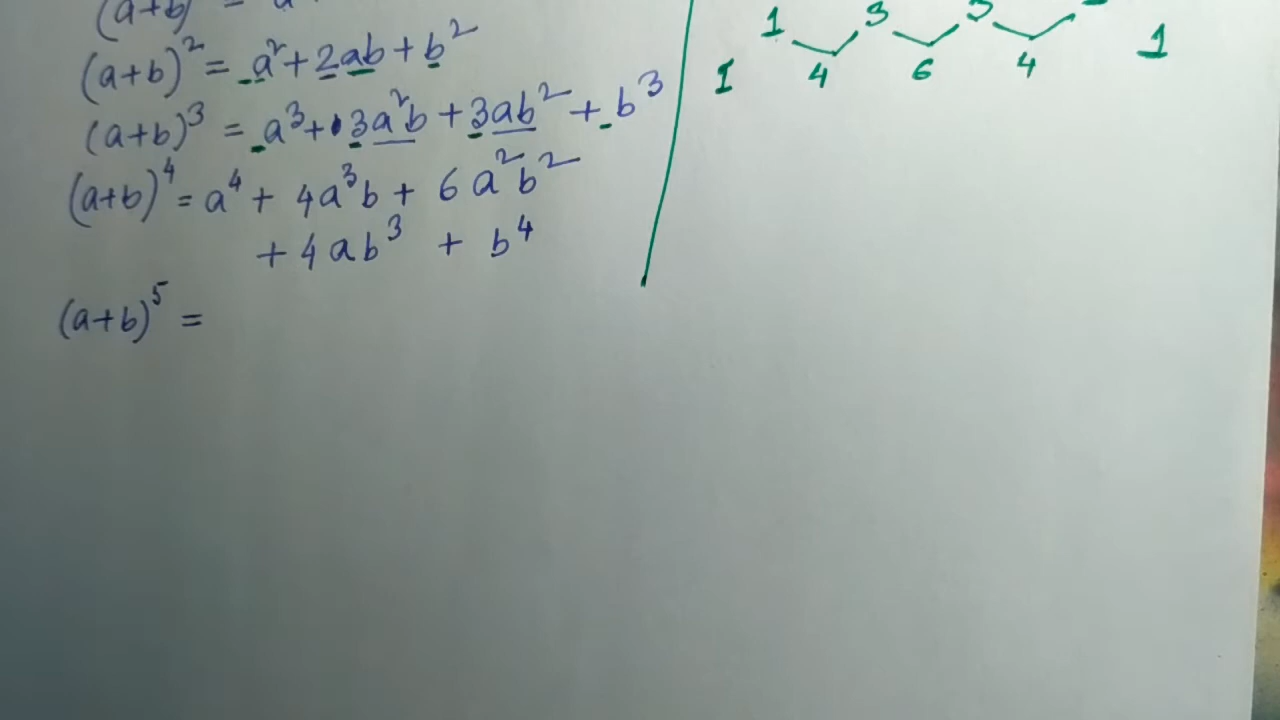 (a+b) = a
(a+b)² = a² + 2ab + b²
(a+b)³ = a³ + 3a²b + 3ab² + b³
(a+b)⁴ = a⁴ + 4a³b + 6a²b²
+ 4ab³ + b⁴
(a+b)⁵ =
1 3 3
1 4 6 4 1